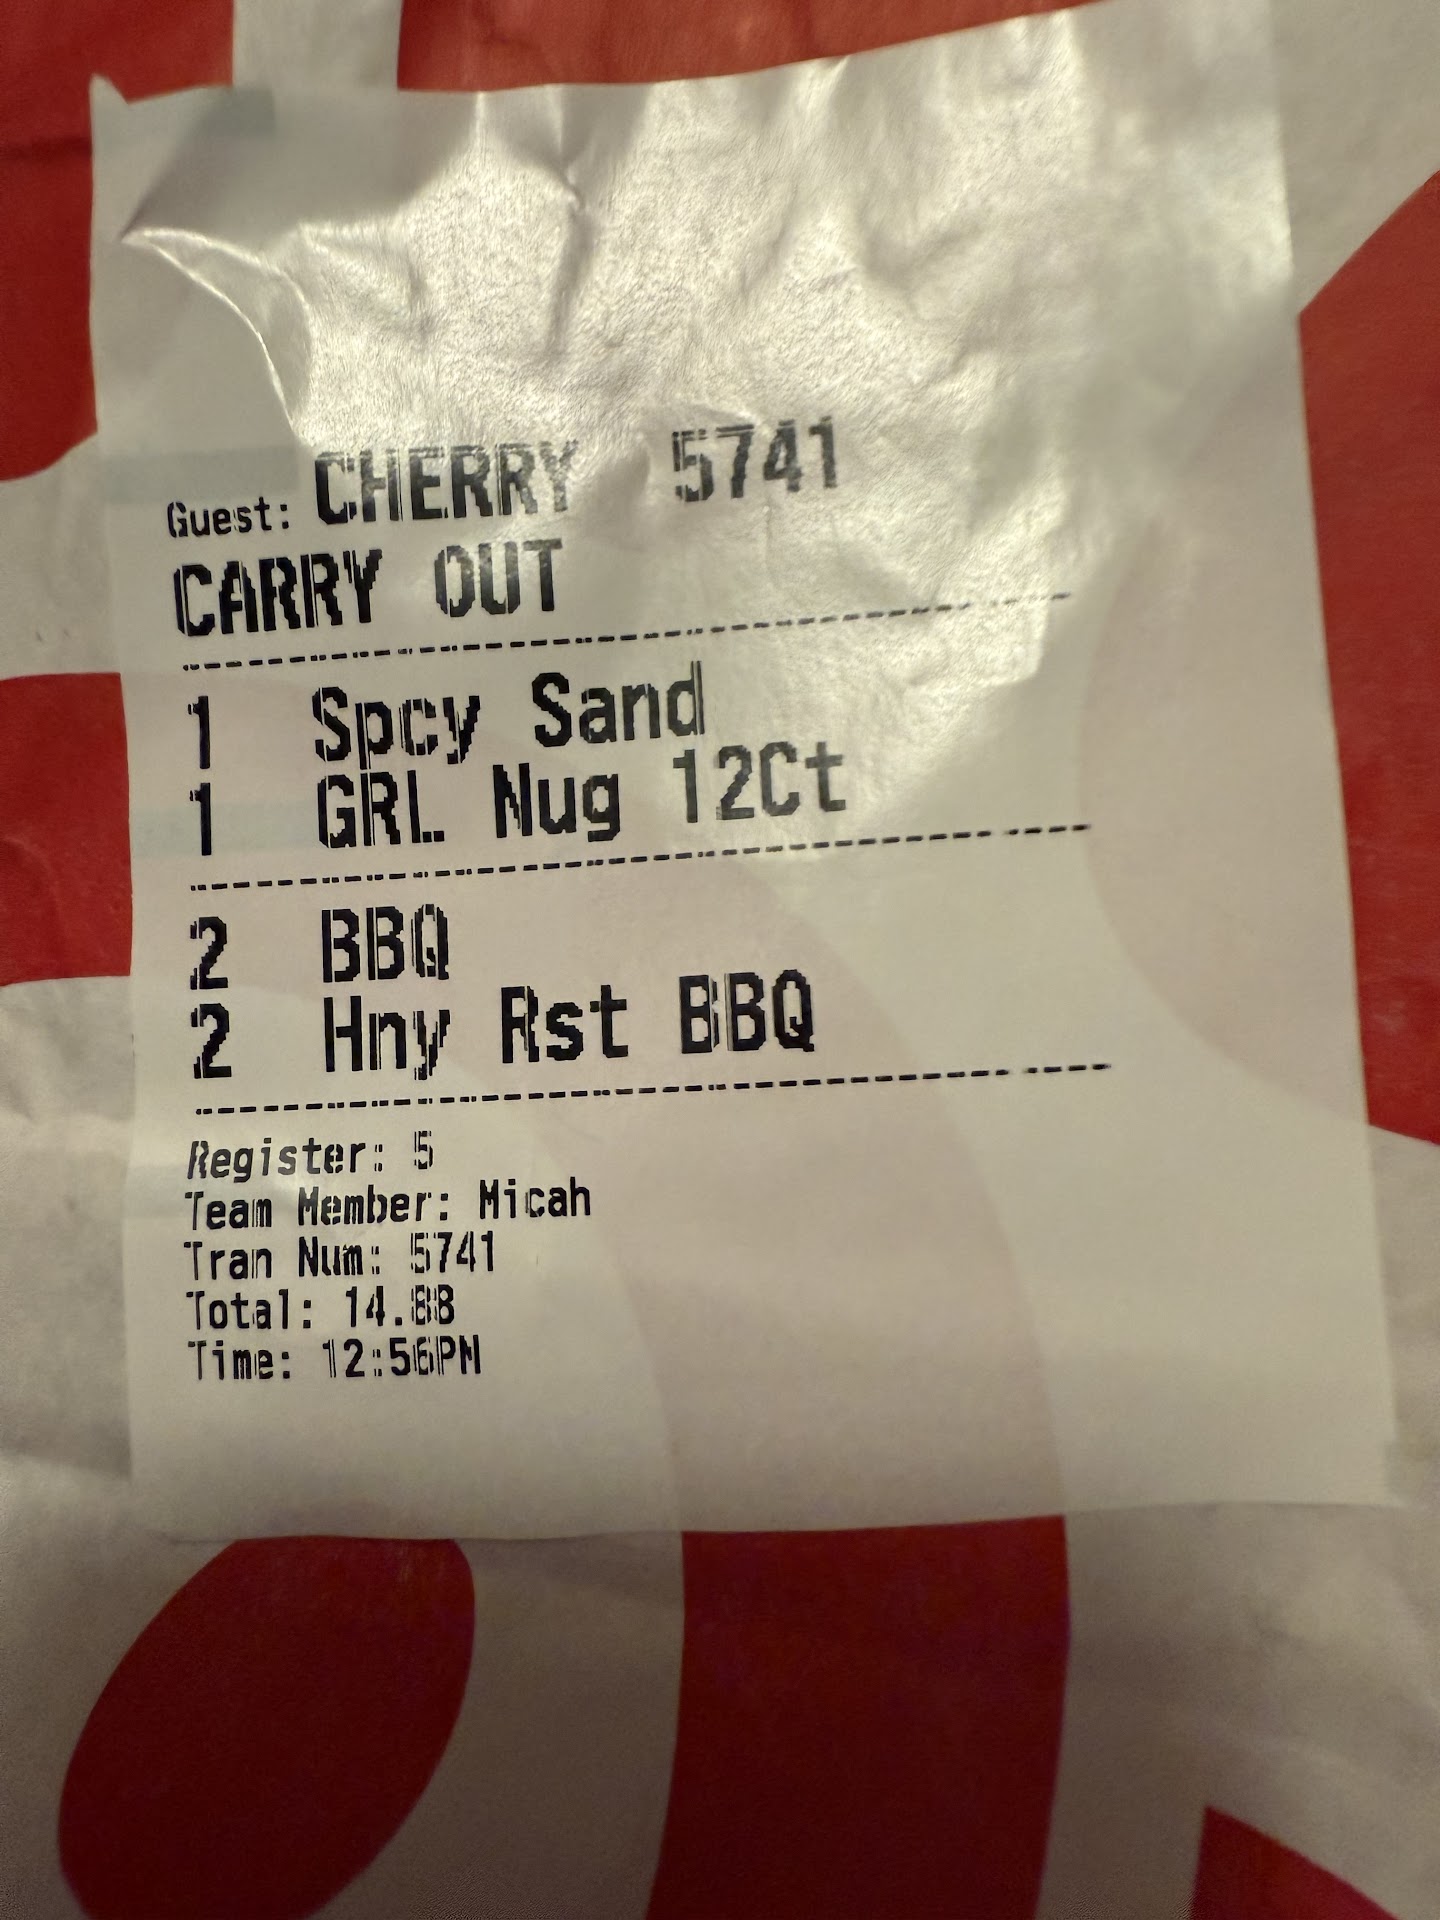 Guest: CHERRY 5741
CARRY OUT
1 Spcy Sand
1 GRL Nug 12Ct
2 BBQ
2 Hny Rst BBQ
Register: 5
Team Member: Micah
Tran Num: 5741
Total: 14.88
Time: 12:56PM